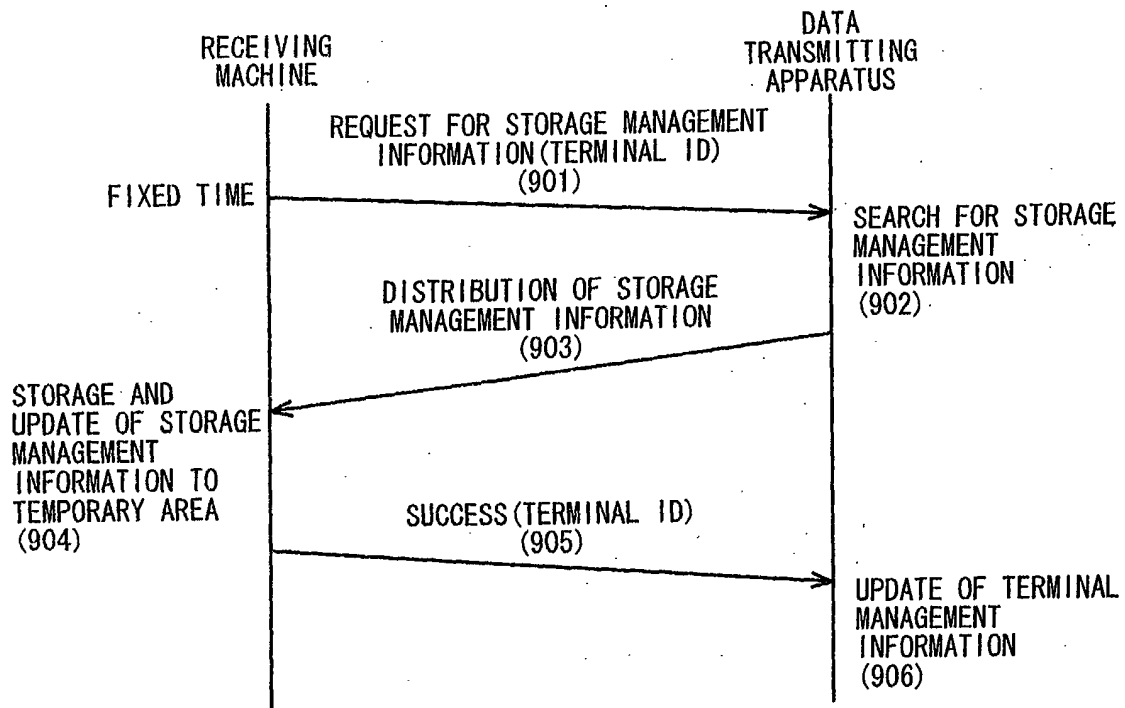 RECEIVING
MACHINE
DATA
TRANSMITTING
APPARATUS
REQUEST FOR STORAGE MANAGEMENT
INFORMATION(TERMINAL ID)
(901)
FIXED TIME
SEARCH FOR STORAGE
MANAGEMENT
INFORMATION
(902)
DISTRIBUTION OF STORAGE
MANAGEMENT INFORMATION
(903)
STORAGE AND
UPDATE OF STORAGE
MANAGEMENT
INFORMATION TO
TEMPORARY AREA
(904)
SUCCESS(TERMINAL ID)
(905)
UPDATE OF TERMINAL
MANAGEMENT
INFORMATION
(906)